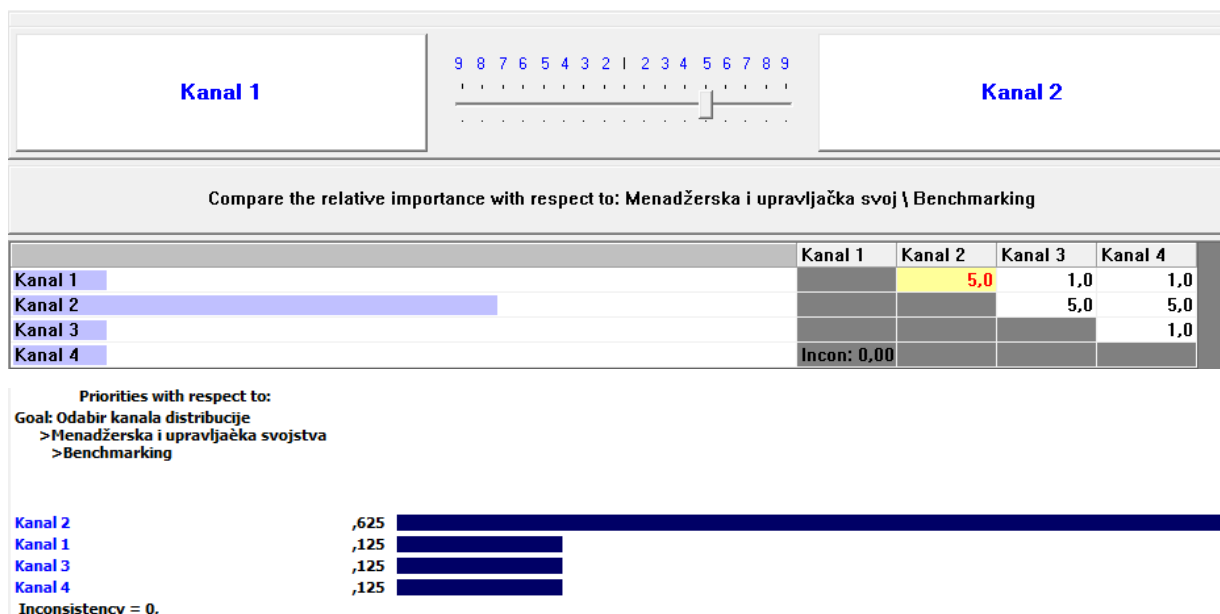 Kanal 1
9 8 7 6 5 4 3 2 1 2 3 4 5 6 7 8 9
Kanal 2
Compare the relative importance with respect to: Menadžerska i upravljačka svoj \ Benchmarking
Kanal 1 Kanal 2 Kanal 3 Kanal 4
Kanal 1 5,0 1,0 1,0
Kanal 2 5,0 5,0
Kanal 3 1,0
Kanal 4 Incon: 0,00
Priorities with respect to:
Goal: Odabir kanala distribucije
>Menadžerska i upravljaèka svojstva
>Benchmarking
Kanal 2 ,625
Kanal 1 ,125
Kanal 3 ,125
Kanal 4 ,125
Inconsistency = 0,